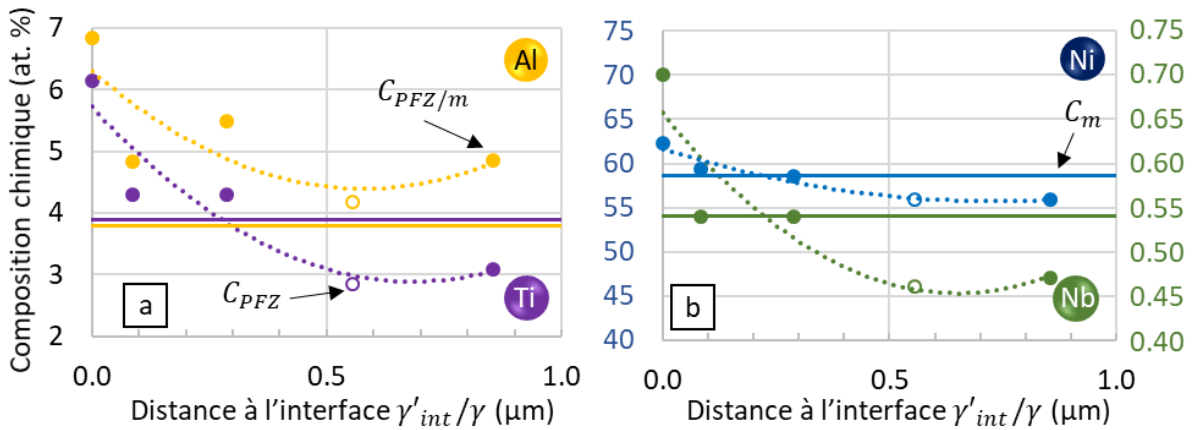 Composition chimique (at. %)
7
6
5
4
3
2
Al
C_{PFZ/m}
C_{PFZ}
a
Ti
0.0 0.5 1.0
Distance à l’interface γ′_{int}/γ (μm)
75
70
65
60
55
50
45
40
Ni
C_m
b
Nb
0.75
0.70
0.65
0.60
0.55
0.50
0.45
0.40
0.0 0.5 1.0
Distance à l’interface γ′_{int}/γ (μm)